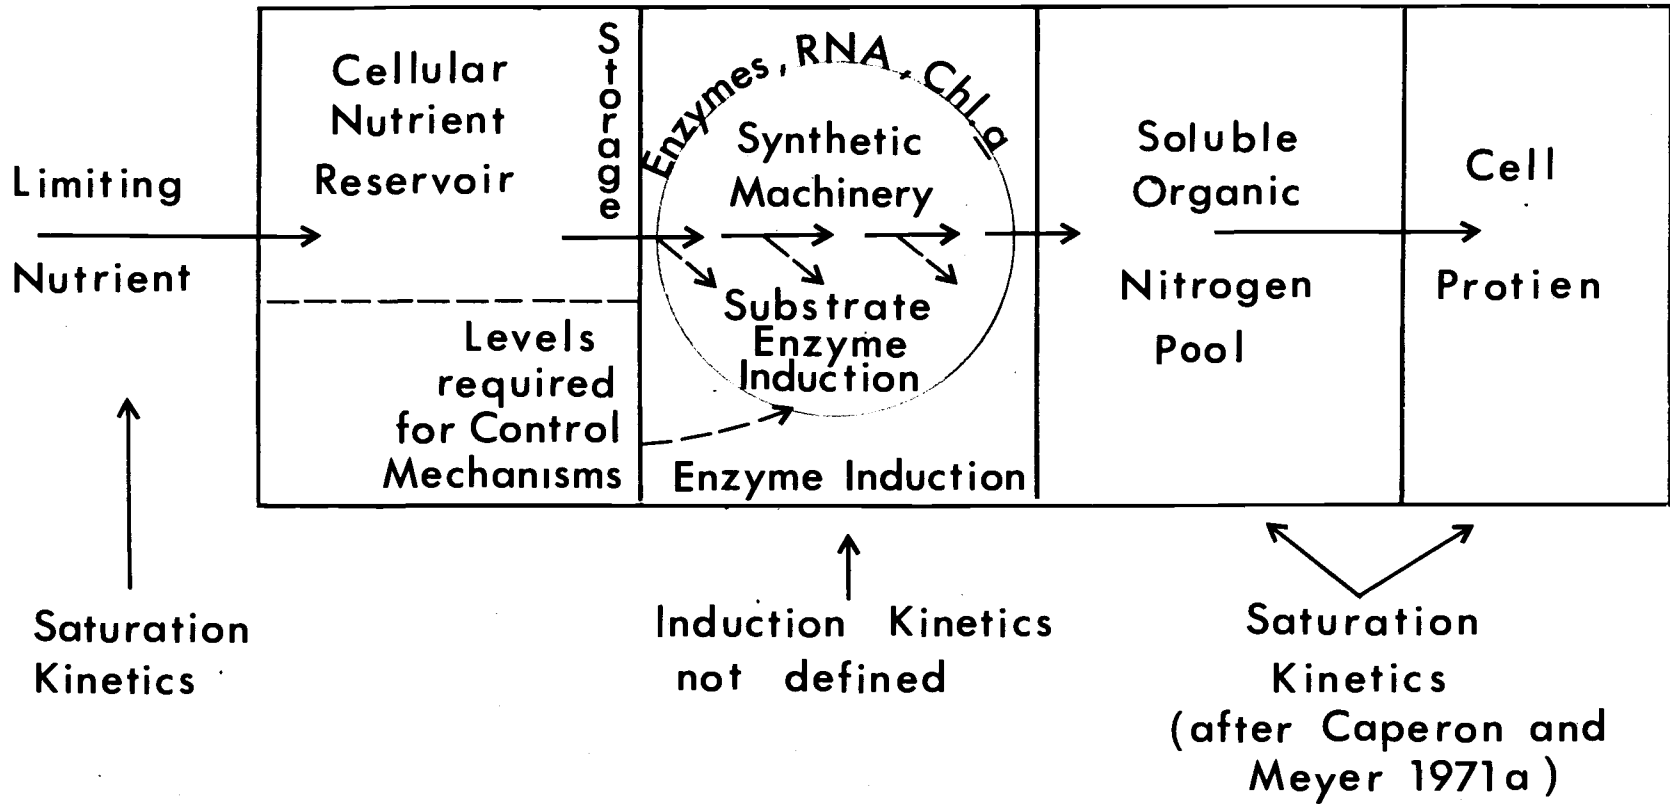 Limiting
Nutrient
Cellular
Nutrient
Reservoir
Storage
Levels
required
for Control
Mechanisms
Enzymes, RNA, Chl. a
Synthetic
Machinery
Substrate
Enzyme
Induction
Enzyme Induction
Soluble
Organic
Nitrogen
Pool
Cell
Protien
Saturation
Kinetics
Induction Kinetics
not defined
Saturation
Kinetics
(after Caperon and
Meyer 1971a)